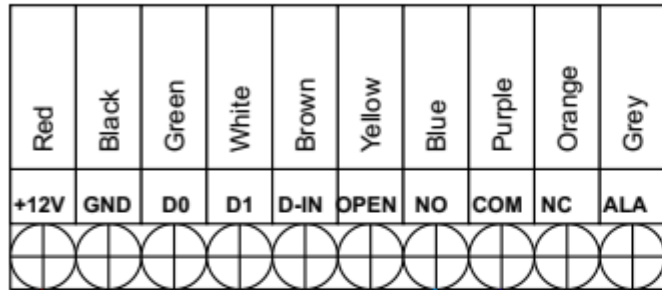 Red Black Green White Brown Yellow Blue Purple Orange Grey
+12V GND D0 D1 D-IN OPEN NO COM NC ALA